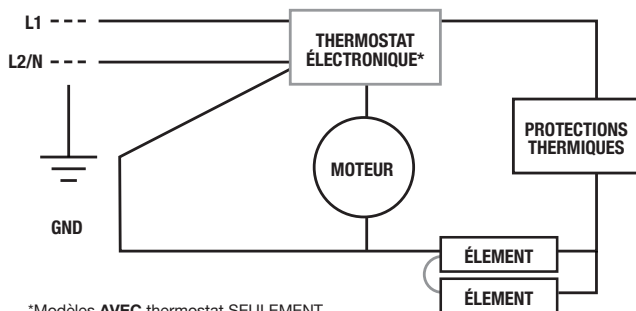 L1
THERMOSTAT
ÉLECTRONIQUE*
L2/N
PROTECTIONS
THERMIQUES
MOTEUR
GND
ÉLEMENT
ÉLEMENT
*Modèles AVEC thermostat SEULEMENT